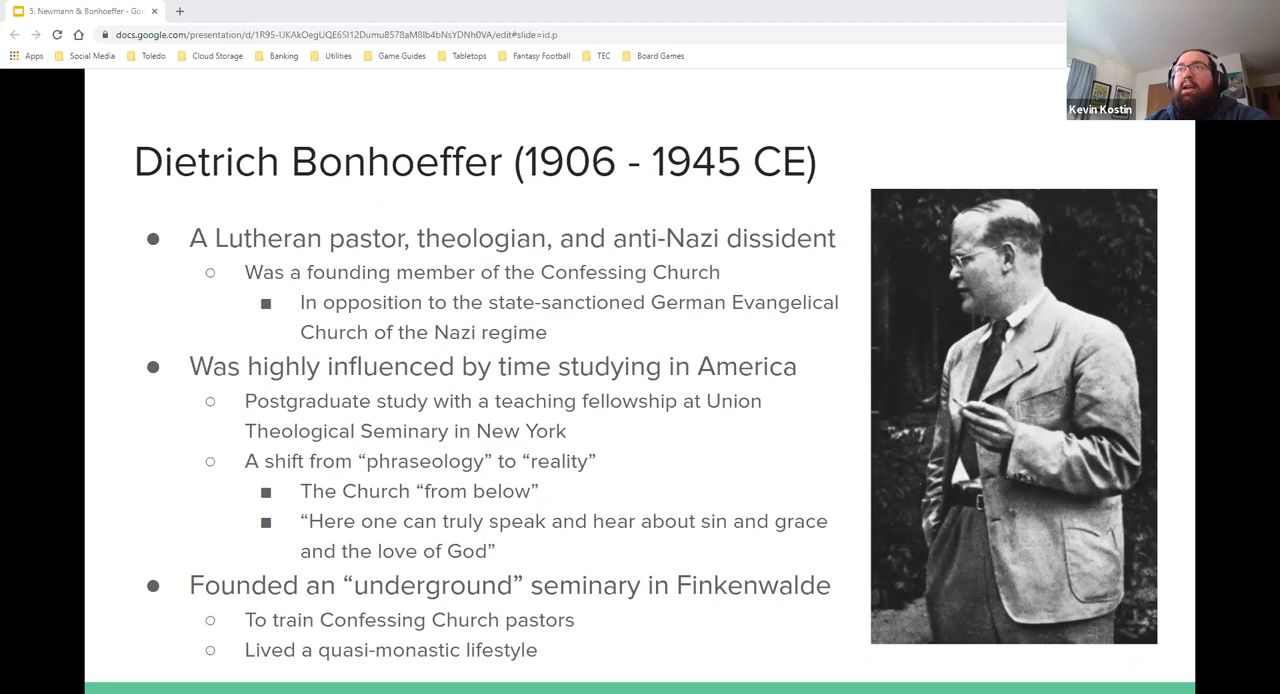 5. Newmann & Bonhoeffer - Goo
docs.google.com/presentation/d/1R95-UKAkOegUQE6SI12Dumu8578aM8Ib4bNsYDNh0VA/edit#slide=id.p
Apps Social Media Toledo Cloud Storage Banking Utilities Game Guides Tabletops Fantasy Football TEC Board Games
Kevin Kostin
Dietrich Bonhoeffer (1906 - 1945 CE)
● A Lutheran pastor, theologian, and anti-Nazi dissident
○ Was a founding member of the Confessing Church
■ In opposition to the state-sanctioned German Evangelical
Church of the Nazi regime
● Was highly influenced by time studying in America
○ Postgraduate study with a teaching fellowship at Union
Theological Seminary in New York
○ A shift from “phraseology” to “reality”
■ The Church “from below”
■ “Here one can truly speak and hear about sin and grace
and the love of God”
● Founded an “underground” seminary in Finkenwalde
○ To train Confessing Church pastors
○ Lived a quasi-monastic lifestyle